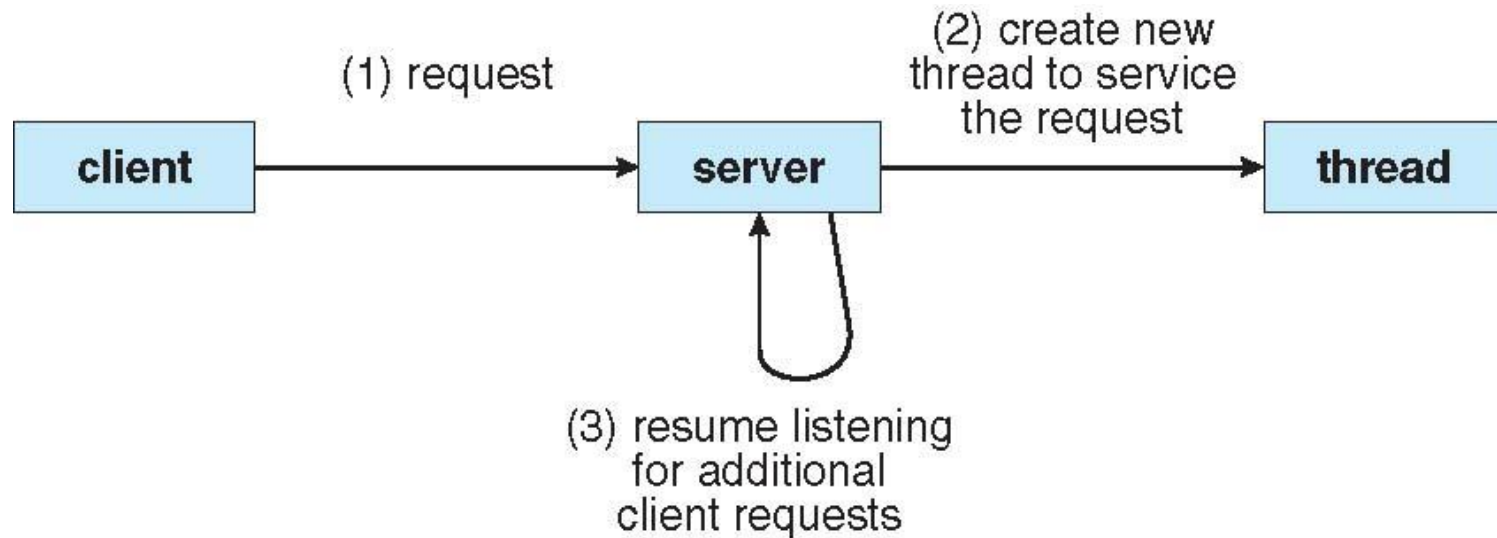 (1) request
(2) create new
thread to service
the request
client
server
thread
(3) resume listening
for additional
client requests